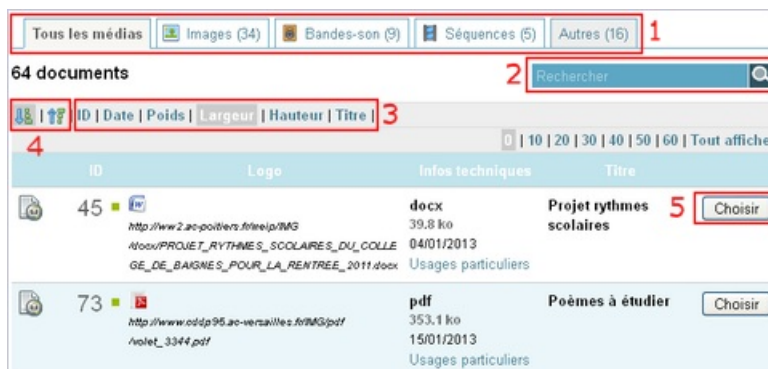 Tous les médias Images (34) Bandes-son (9) Séquences (5) Autres (16) 1
64 documents 2 Rechercher
| | ID | Date | Poids | Largeur | Hauteur | Titre | 3
4
0 | 10 | 20 | 30 | 40 | 50 | 60 | Tout affiche
ID Logo Infos techniques Titre
45 docx Projet rythmes 5 Choisir
http://ww2.ac-poitiers.fr/weip/IMG 39.8 ko scolaires
/docx/PROJET_RYTHMES_SCOLAIRES_DU_COLLE 04/01/2013
GE_DE_BAIGNES_POUR_LA_RENTREE_2011.docx Usages particuliers
73 pdf Poèmes à étudier Choisir
http://www.cddp95.ac-versailles.fr/IMG/pdf 353.1 ko
/volet_3344.pdf 15/01/2013
Usages particuliers